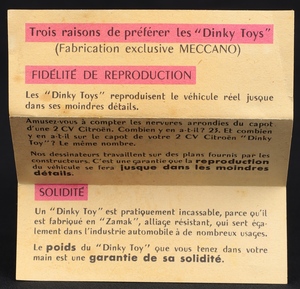 Trois raisons de préférer les "Dinky Toys"
(Fabrication exclusive MECCANO)
FIDÉLITÉ DE REPRODUCTION
Les "Dinky Toys" reproduisent le véhicule réel jusque
dans ses moindres détails.
Amusez-vous à compter les nervures arrondies du capot
d'une 2 CV Citroën. Combien y en a-t-il? 23. Et combien
y en a-t-il sur le capot de votre 2 CV Citroën "Dinky
Toy"? Le même nombre.
Nos dessinateurs travaillent sur des plans fournis par les
constructeurs. C'est une garantie que la reproduction
du véhicule se fera jusque dans les moindres
détails.
SOLIDITÉ
Un "Dinky Toy" est pratiquement incassable, parce qu'il
est fabriqué en "Zamak", alliage résistant, qui sert éga-
lement dans l'industrie automobile à de nombreux usages.
Le poids du "Dinky Toy" que vous tenez dans votre
main est une garantie de sa solidité.